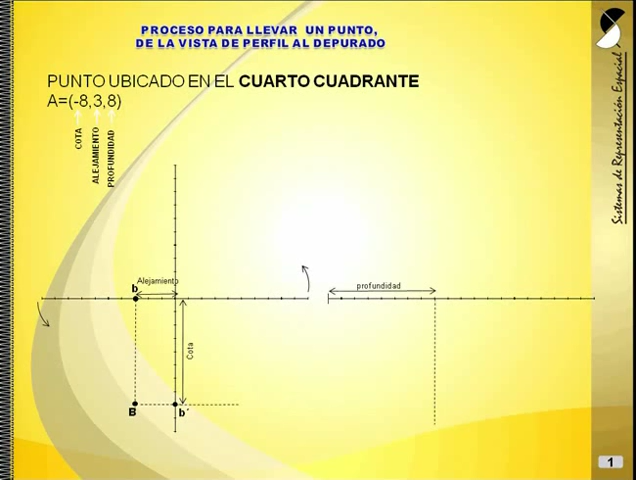 PROCESO PARA LLEVAR UN PUNTO,
DE LA VISTA DE PERFIL AL DEPURADO
PUNTO UBICADO EN EL CUARTO CUADRANTE
A=(-8,3,8)
COTA
ALEJAMIENTO
PROFUNDIDAD
Sistemas de Representación Espacial
Alejamiento
b
profundidad
Cota
B
b´
1